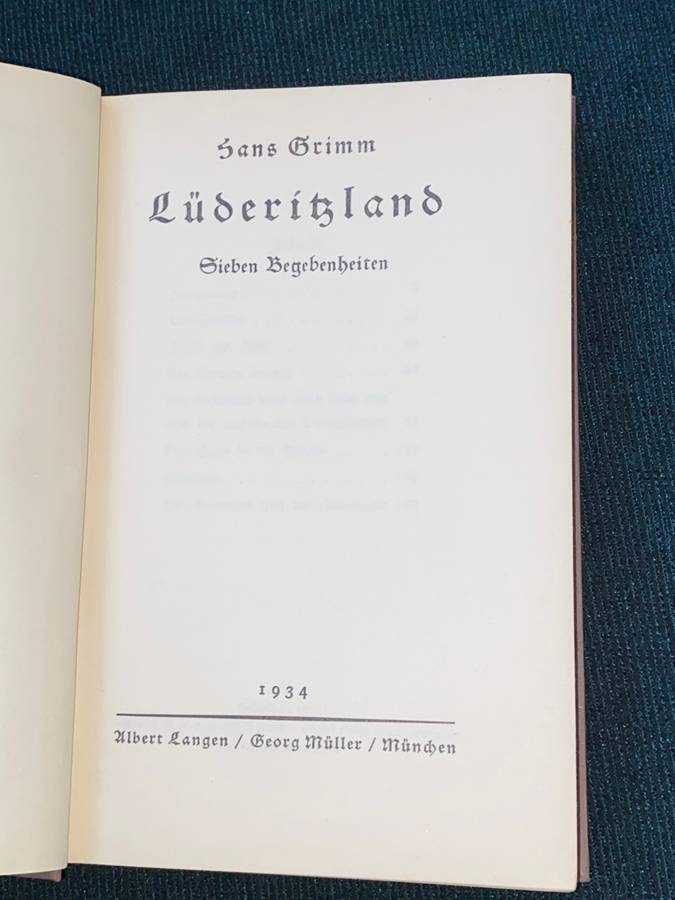 Hans Grimm
Lüderitzland
Sieben Begebenheiten
1934
Albert Langen / Georg Müller / München